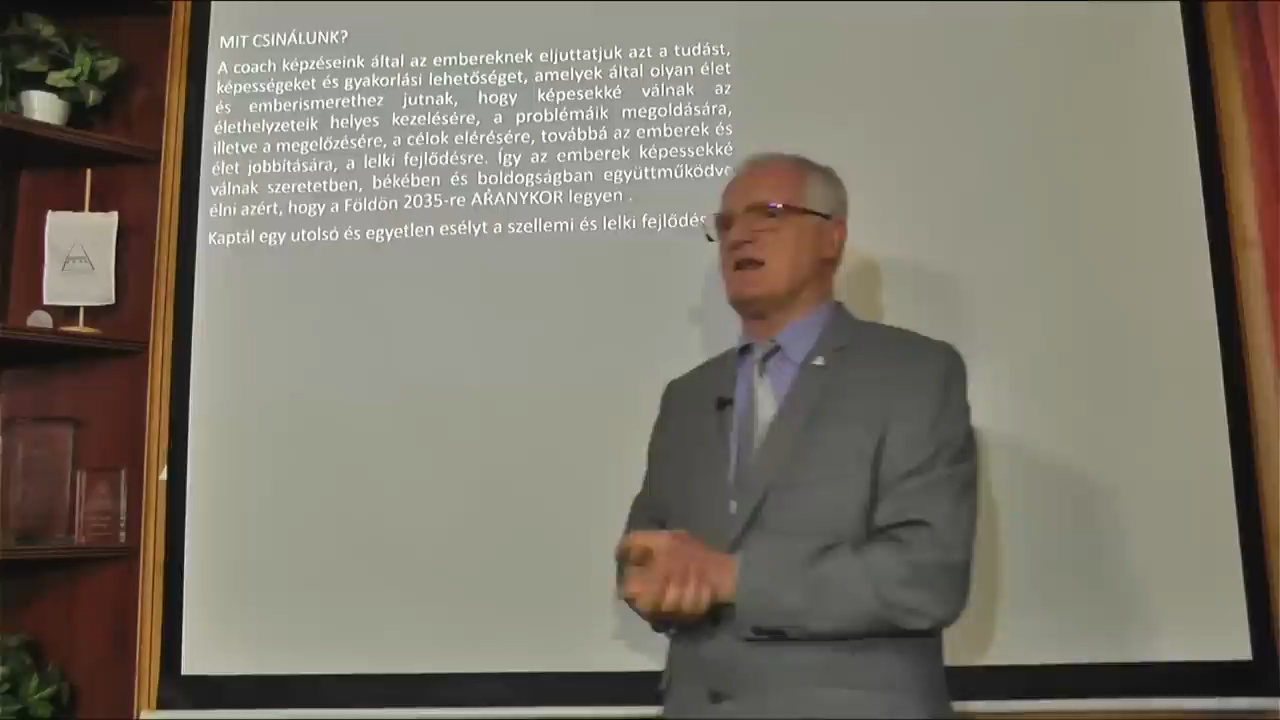 MIT CSINÁLUNK?
A coach képzéseink által az embereknek eljuttatjuk azt a tudást,
képességeket és gyakorlási lehetőséget, amelyek által olyan élet
és emberismerethez jutnak, hogy képesekké válnak az
élethelyzeteik helyes kezelésére, a problémáik megoldására,
illetve a megelőzésére, a célok elérésére, továbbá az emberek és
élet jobbítására, a lelki fejlődésre. Így az emberek képessekké
válnak szeretetben, békében és boldogságban együttműködve
élni azért, hogy a Földön 2035-re ARANYKOR legyen .
Kaptál egy utolsó és egyetlen esélyt a szellemi és lelki